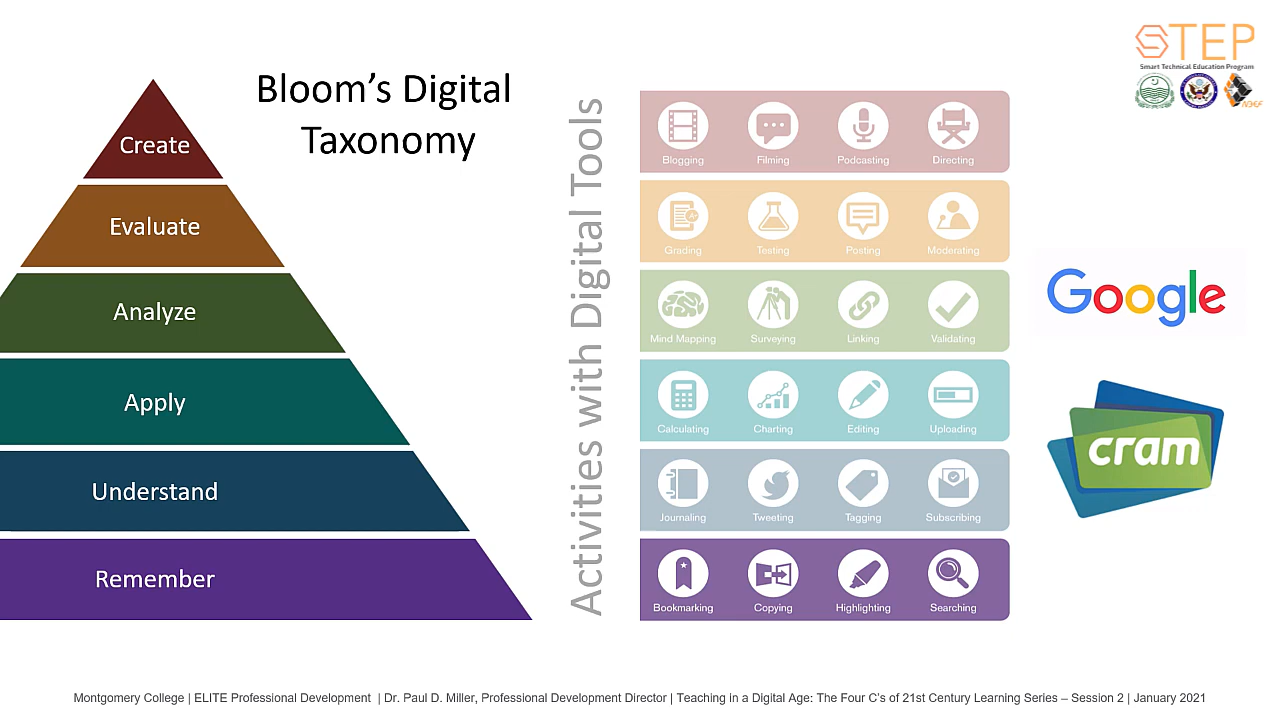 STEP
Smart Technical Education Program
Bloom's Digital
Taxonomy
Create
Evaluate
Analyze
Apply
Understand
Remember
Activities with Digital Tools
Blogging Filming Podcasting Directing
Grading Testing Posting Moderating
Mind Mapping Surveying Linking Validating
Calculating Charting Editing Uploading
Journaling Tweeting Tagging Subscribing
Bookmarking Copying Highlighting Searching
Google
cram
Montgomery College | ELITE Professional Development | Dr. Paul D. Miller, Professional Development Director | Teaching in a Digital Age: The Four C's of 21st Century Learning Series – Session 2 | January 2021